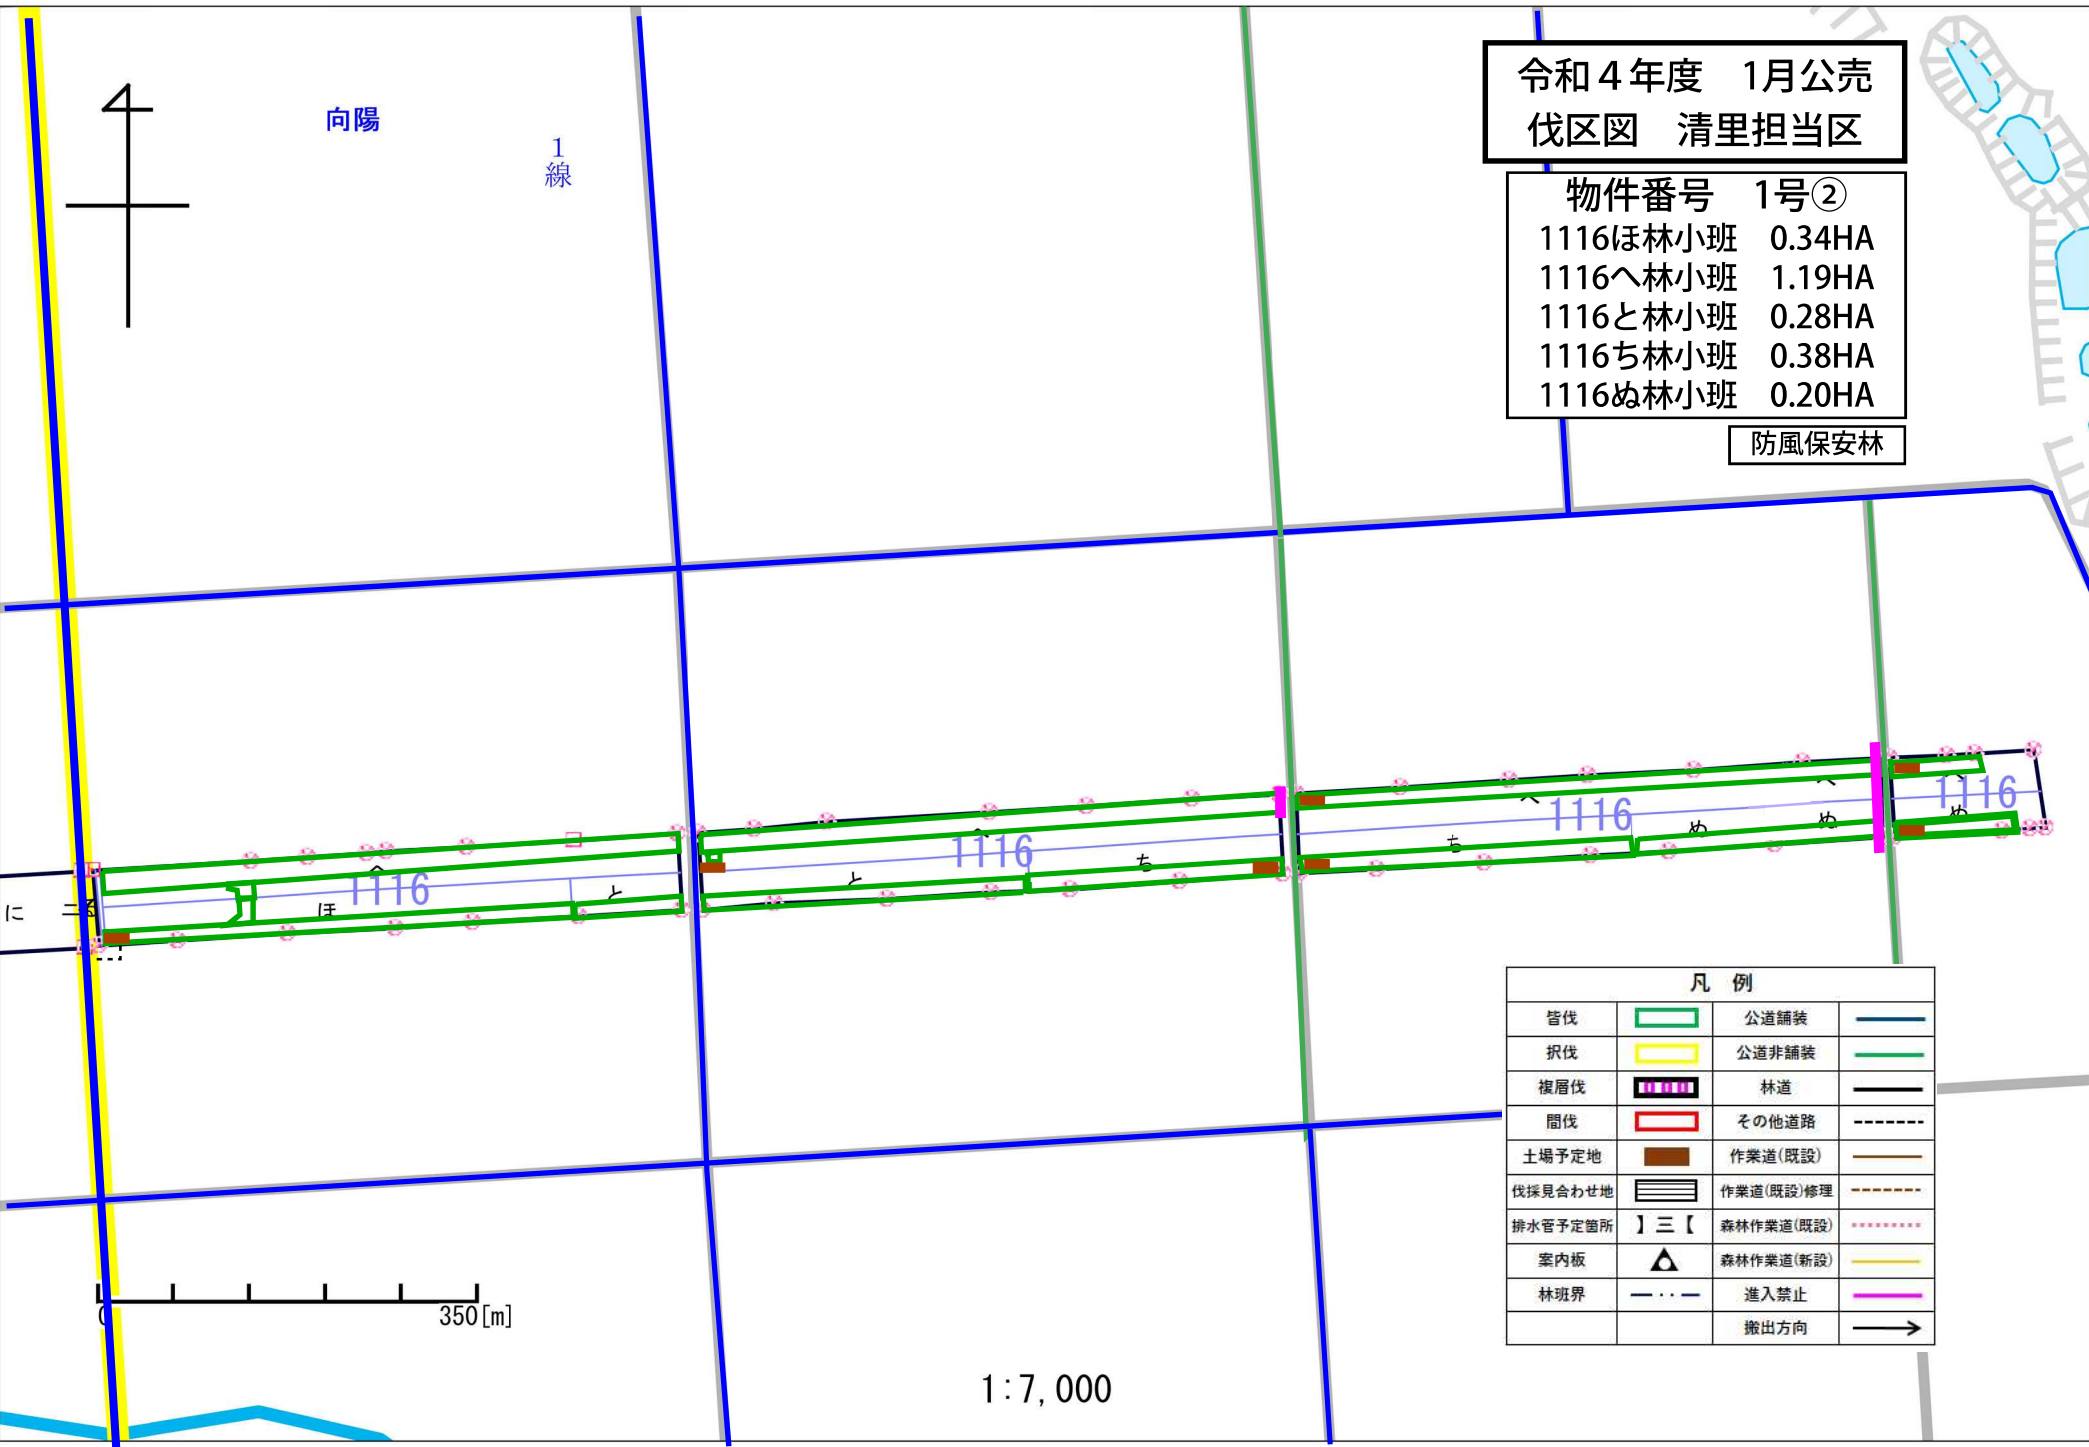 令和４年度　1月公売
伐区図　清里担当区
物件番号　1号②
1116ほ林小班　0.34HA
1116へ林小班　1.19HA
1116と林小班　0.28HA
1116ち林小班　0.38HA
1116ぬ林小班　0.20HA
防風保安林
向陽
1
線
へ
1116
1116
へ
へ
1116
へ
へ
1116
ち
ち
ぬ
ぬ
ぬ
に
ニ
る
ほ
と
と
凡　例
皆伐
公道舗装
択伐
公道非舗装
複層伐
林道
間伐
その他道路
土場予定地
作業道(既設)
伐採見合わせ地
作業道(既設)修理
排水管予定箇所
】三【
森林作業道(既設)
案内板
森林作業道(新設)
林班界
進入禁止
搬出方向
0
350[m]
1:7,000